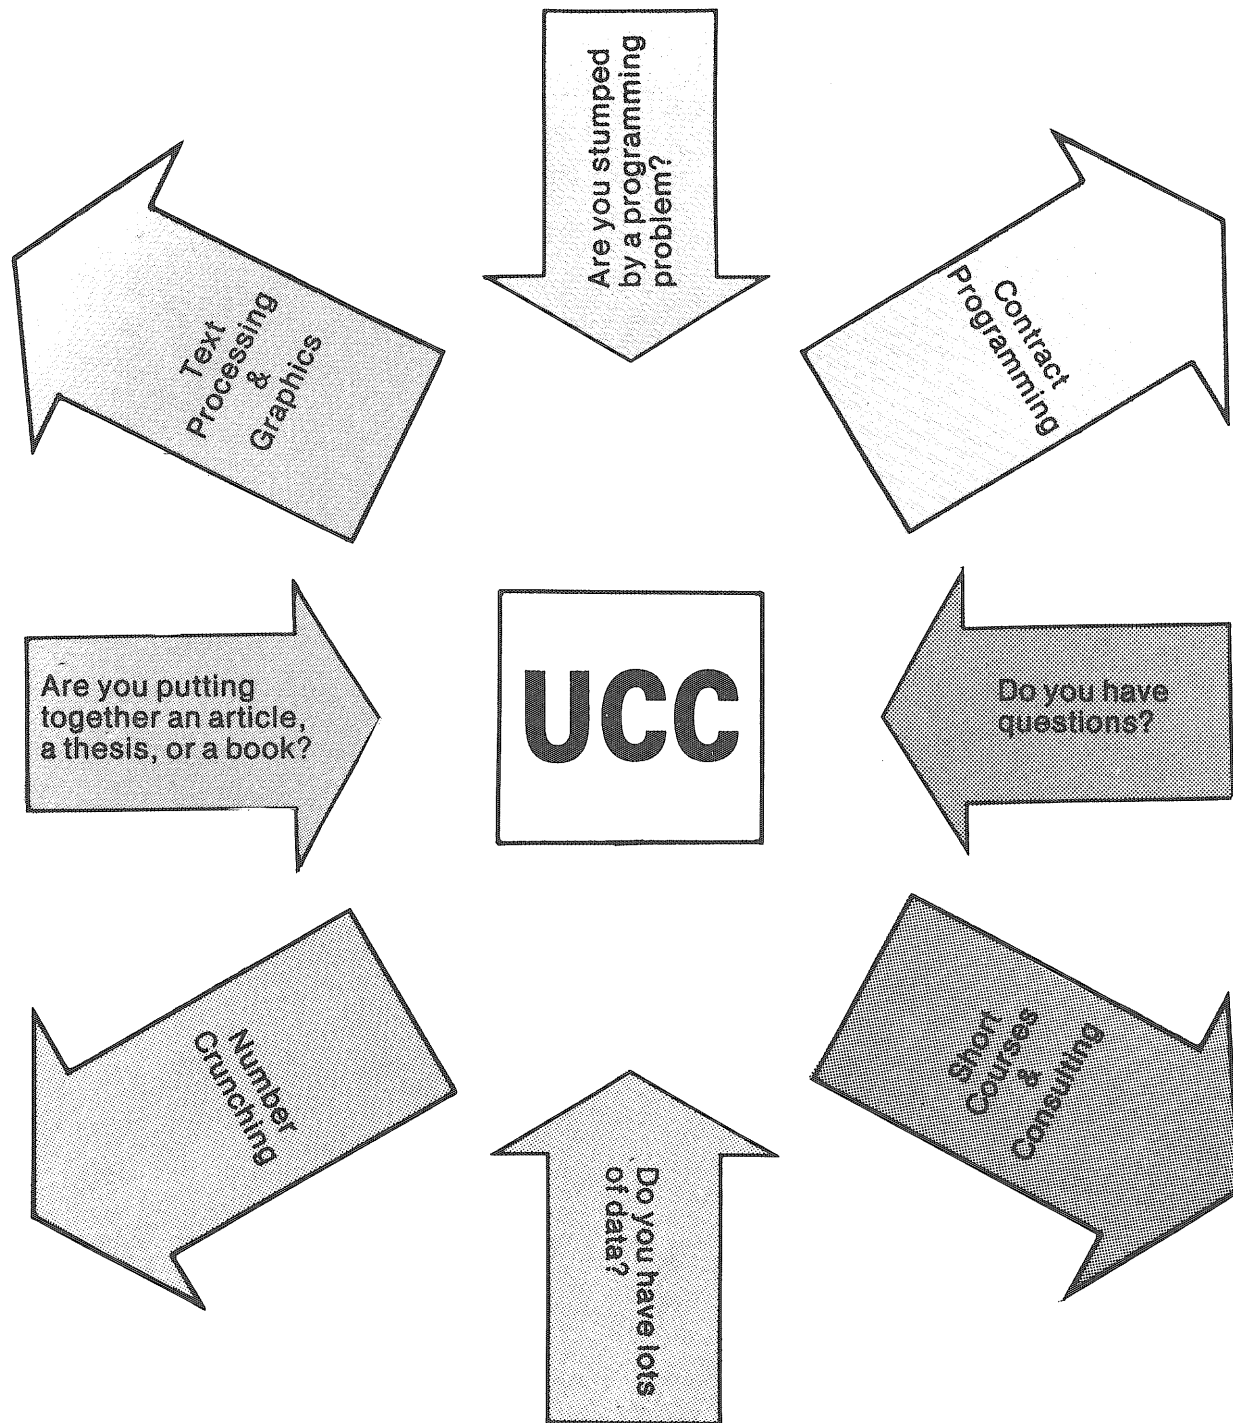 Are you stumped
by a programming
problem?
Text
Processing
&
Graphics
Contract
Programming
Are you putting
together an article,
a thesis, or a book?
UCC
Do you have
questions?
Number
Crunching
Short
Courses
&
Consulting
Do you have lots
of data?